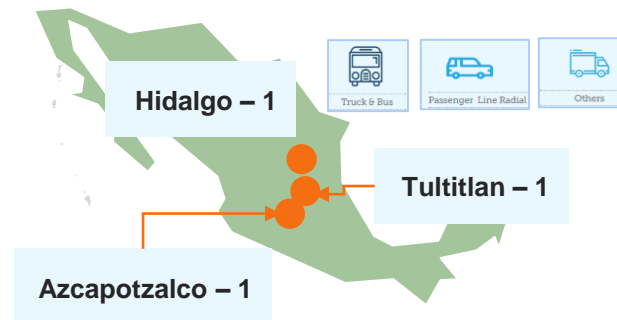 Hidalgo – 1
Truck & Bus
Passenger Line Radial
Others
Tultitlan – 1
Azcapotzalco – 1